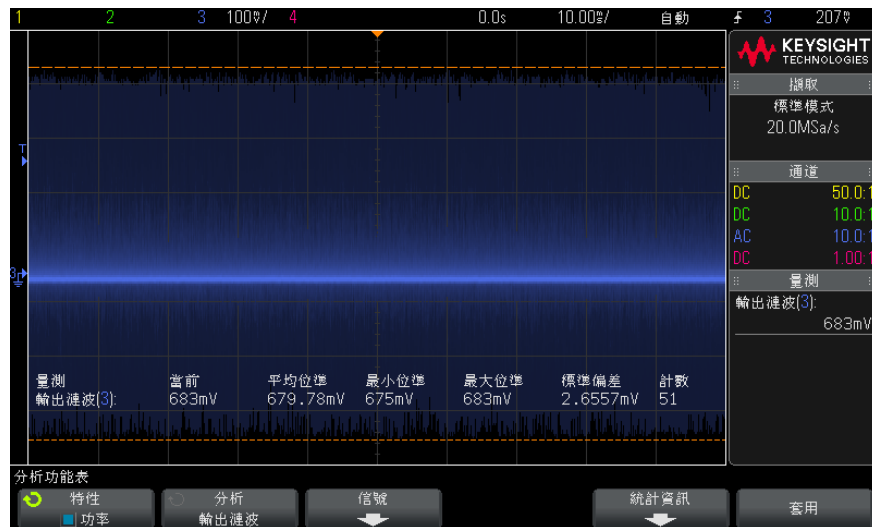 1 2 3 100㎷/ 4 0.0s 10.00㎳/ 自動 3 207㎷
KEYSIGHT
TECHNOLOGIES
擷取
標準模式
20.0MSa/s
T
通道
DC 50.0:1
DC 10.0:1
AC 10.0:1
DC 1.00:1
3
量測
輸出漣波(3):
683mV
量測 當前 平均位準 最小位準 最大位準 標準偏差 計數
輸出漣波(3): 683mV 679.78mV 675mV 683mV 2.6557mV 51
分析功能表
特性 分析 信號 統計資訊 套用
功率 輸出漣波